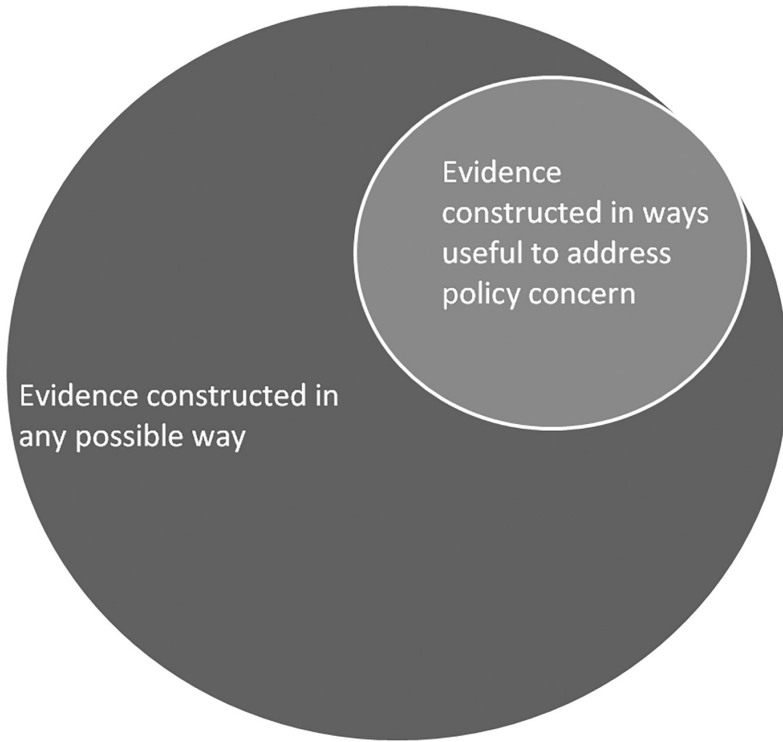 Evidence
constructed in ways
useful to address
policy concern
Evidence constructed in
any possible way